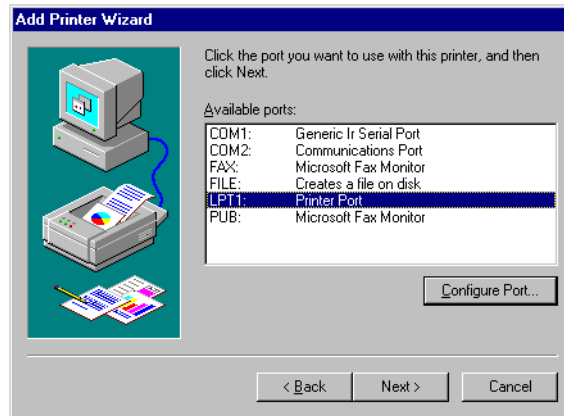 Add Printer Wizard
Click the port you want to use with this printer, and then
click Next.
Available ports:
COM1: Generic Ir Serial Port
COM2: Communications Port
FAX: Microsoft Fax Monitor
FILE: Creates a file on disk
LPT1: Printer Port
PUB: Microsoft Fax Monitor
Configure Port...
< Back Next > Cancel